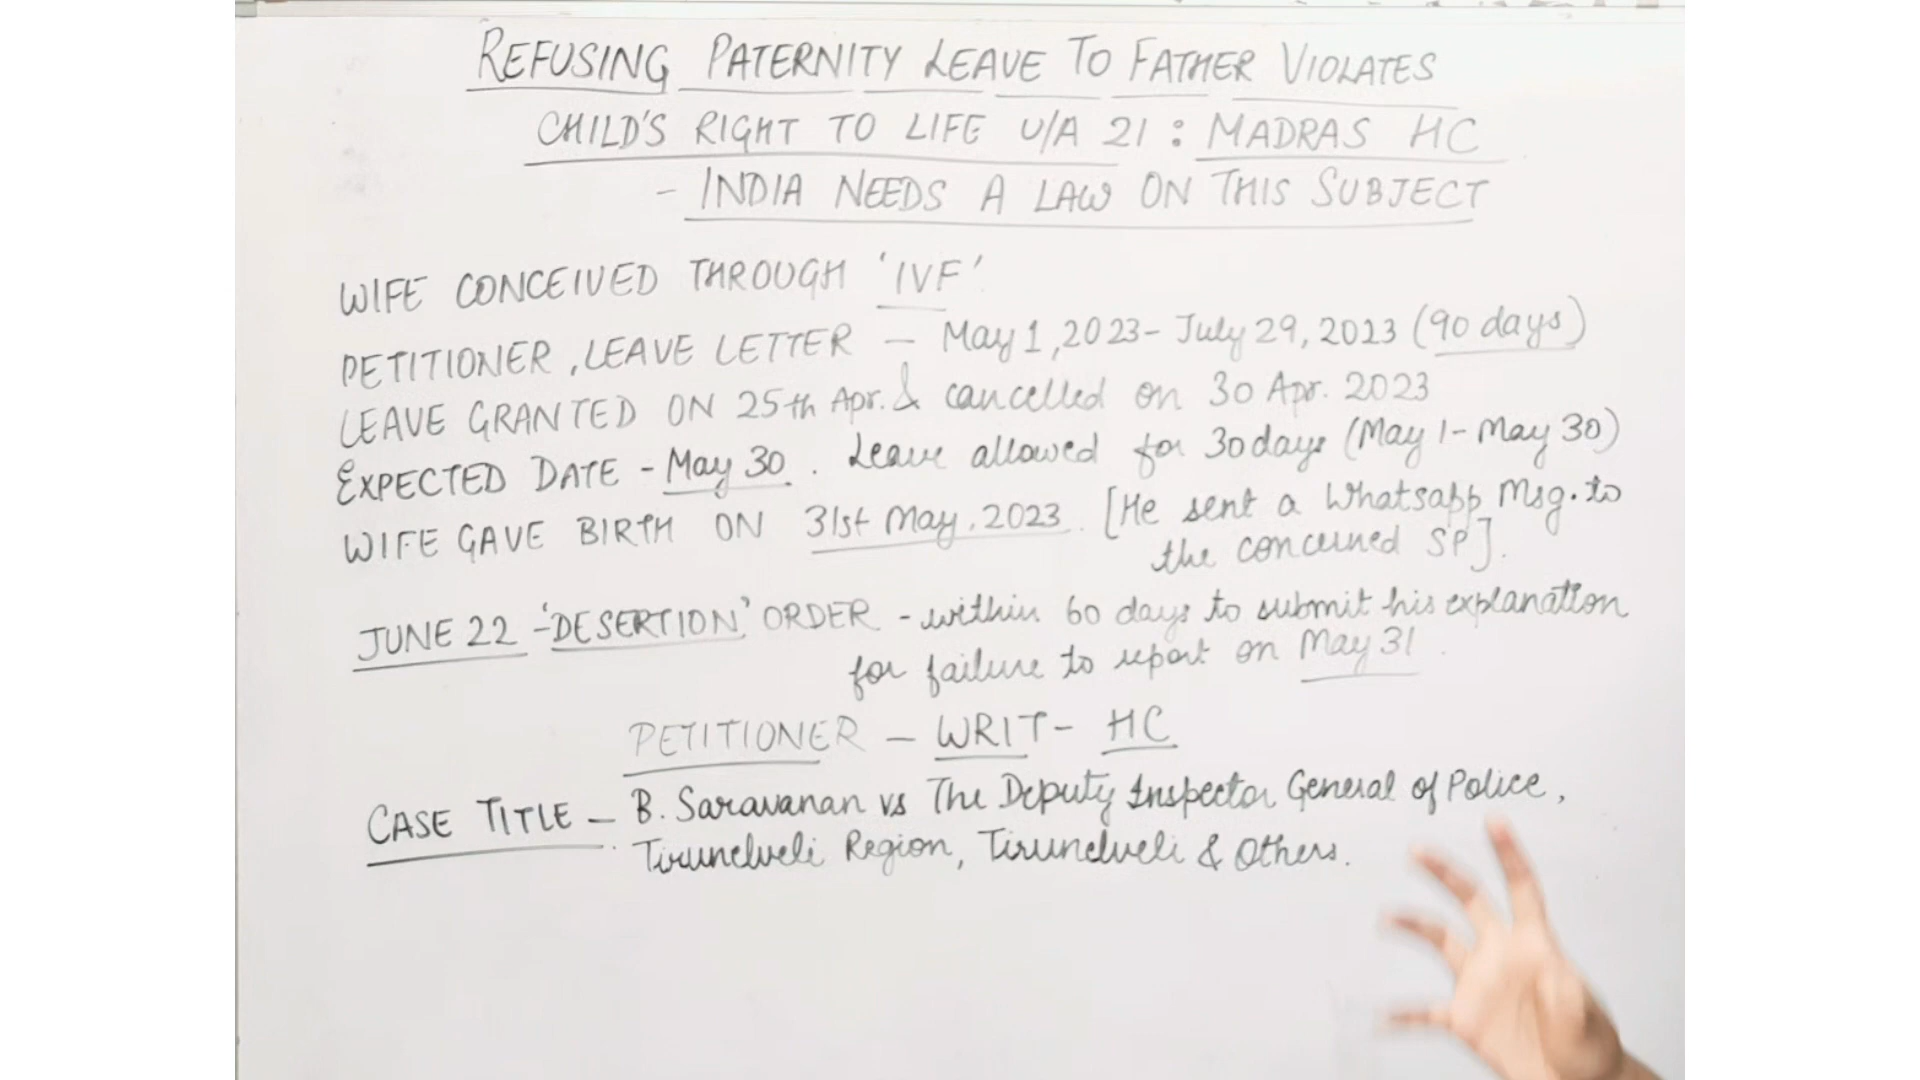 REFUSING PATERNITY LEAVE TO FATHER VIOLATES
CHILD'S RIGHT TO LIFE U/A 21 : MADRAS HC
- INDIA NEEDS A LAW ON THIS SUBJECT
WIFE CONCEIVED THROUGH 'IVF'
PETITIONER, LEAVE LETTER - May 1, 2023 - July 29, 2023 (90 days)
LEAVE GRANTED ON 25th Apr. & cancelled on 30 Apr. 2023
EXPECTED DATE - May 30. Leave allowed for 30 days (May 1 - May 30)
WIFE GAVE BIRTH ON 31st May, 2023. [He sent a Whatsapp Msg. to
the concerned SP].
JUNE 22 - 'DESERTION' ORDER - within 60 days to submit his explanation
for failure to report on May 31.
PETITIONER - WRIT - HC
CASE TITLE - B. Saravanan vs The Deputy Inspector General of Police,
Tirunelveli Region, Tirunelveli & Others.